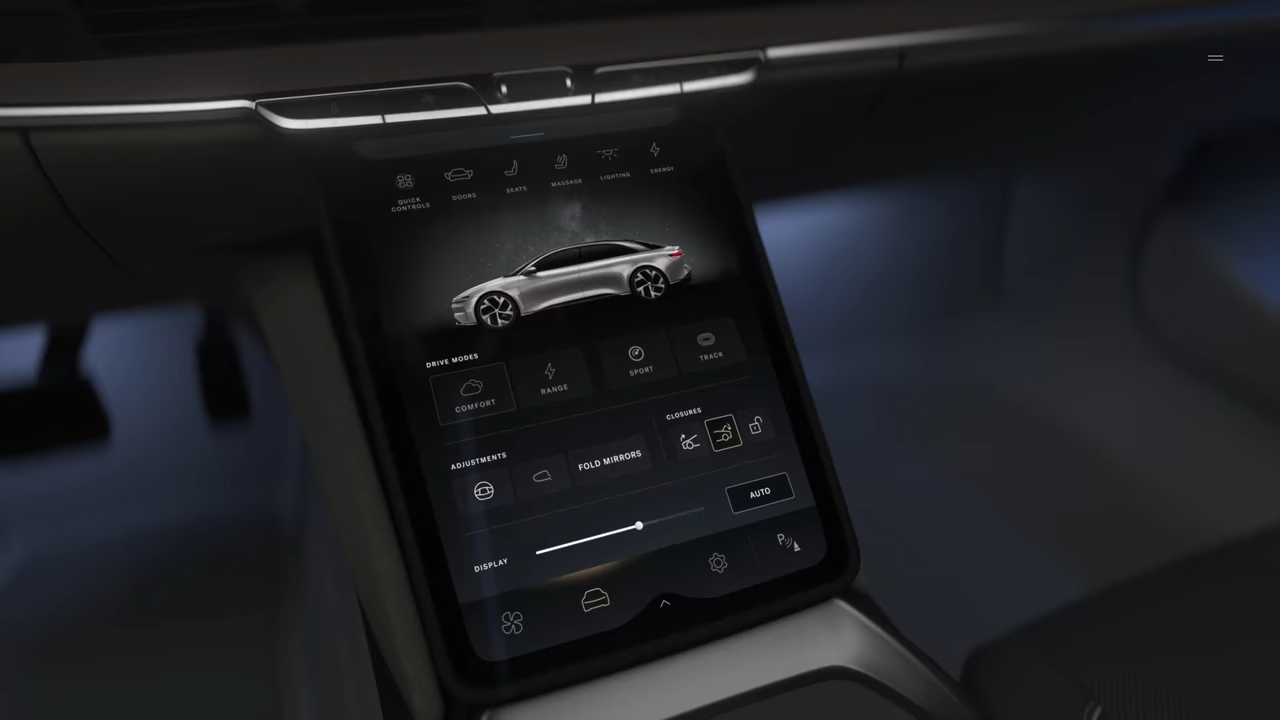 QUICK
CONTROLS
DOORS
SEATS
MASSAGE
LIGHTING
ENERGY
DRIVE MODES
COMFORT
RANGE
SPORT
TRACK
ADJUSTMENTS
FOLD MIRRORS
CLOSURES
DISPLAY
AUTO
P